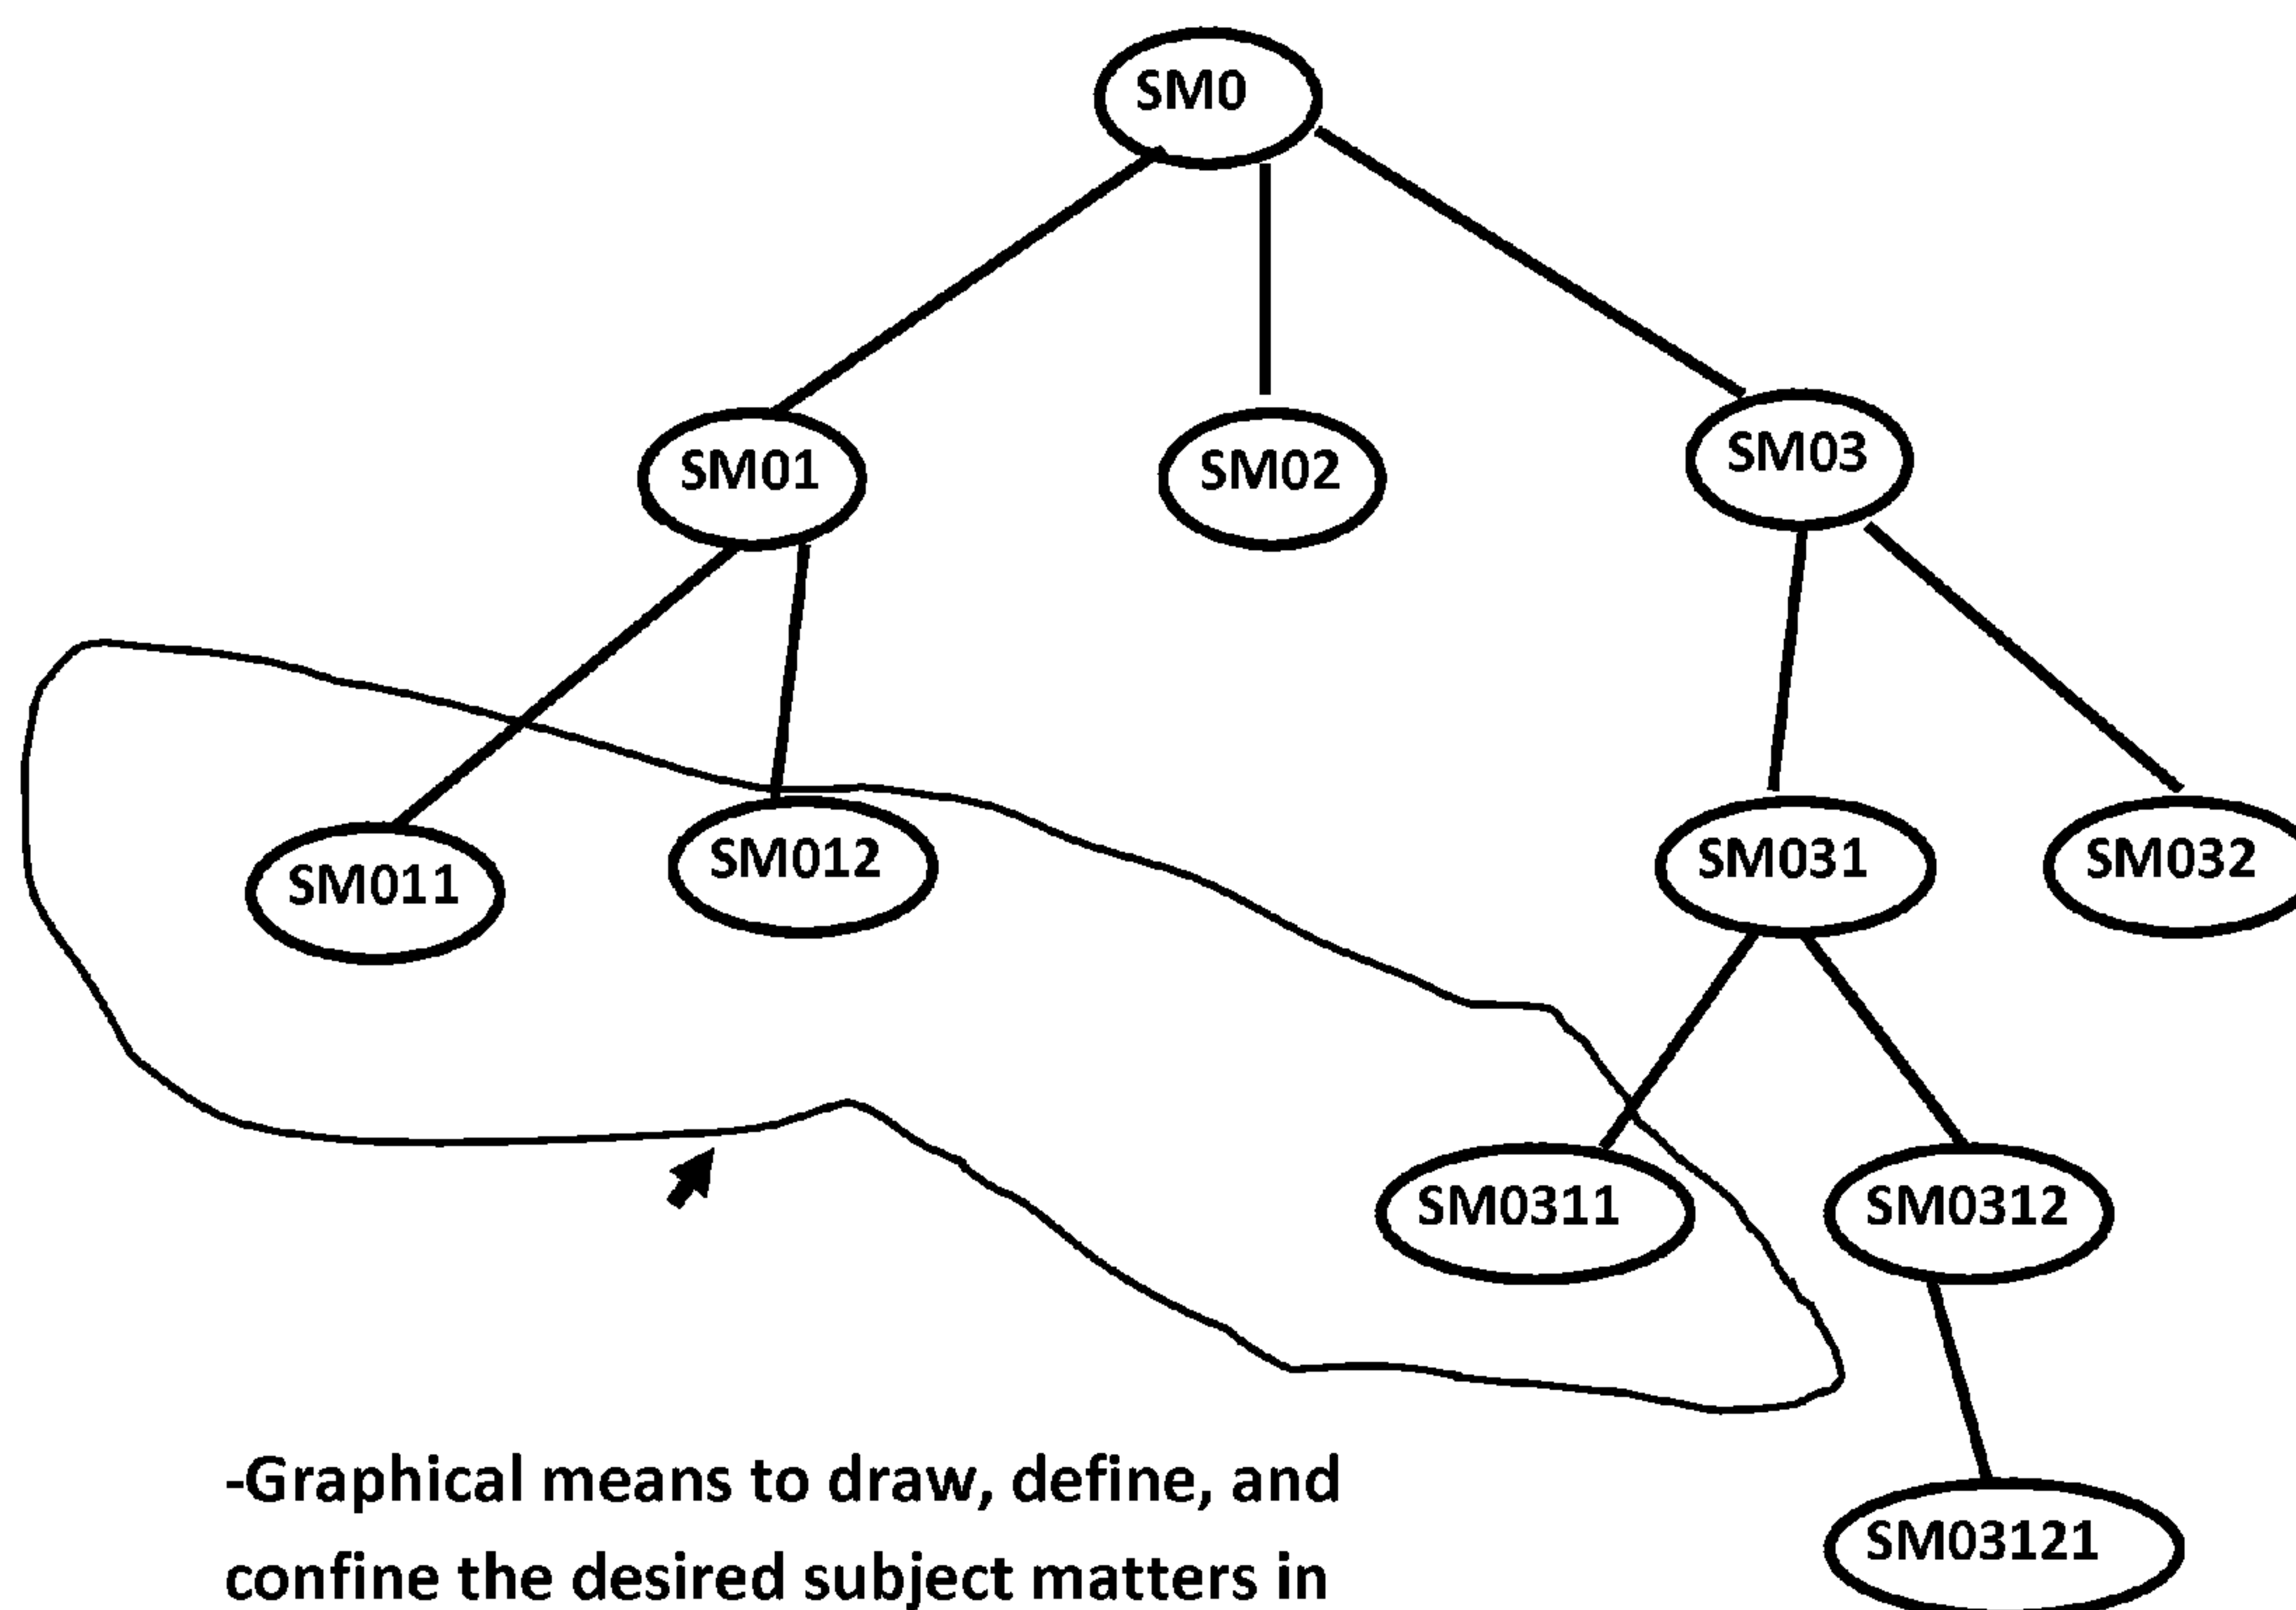 SM0
SM01
SM02
SM03
SM011
SM012
SM031
SM032
SM0311
SM0312
-Graphical means to draw, define, and
confine the desired subject matters in
SM03121